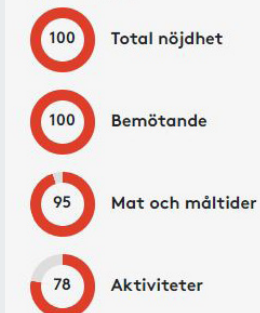 100 Total nöjdhet
100 Bemötande
95 Mat och måltider
78 Aktiviteter